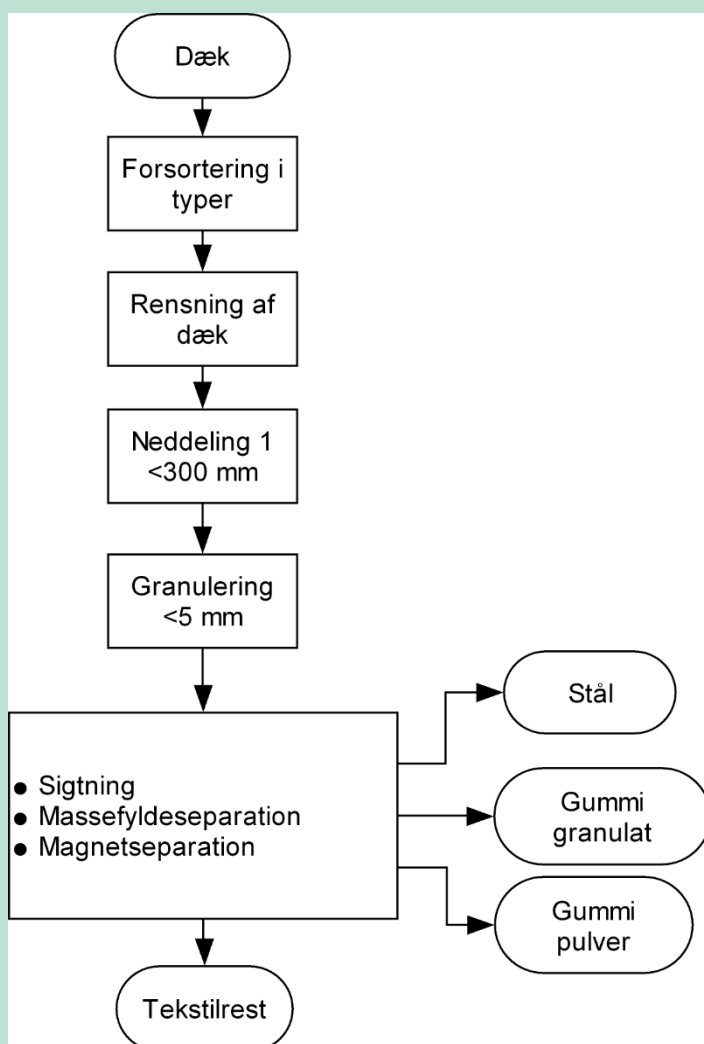 Dæk
Forsortering i
typer
Rensning af
dæk
Neddeling 1
<300 mm
Granulering
<5 mm
● Sigtning
● Massefyldeseparation
● Magnetseparation
Stål
Gummi
granulat
Gummi
pulver
Tekstilrest